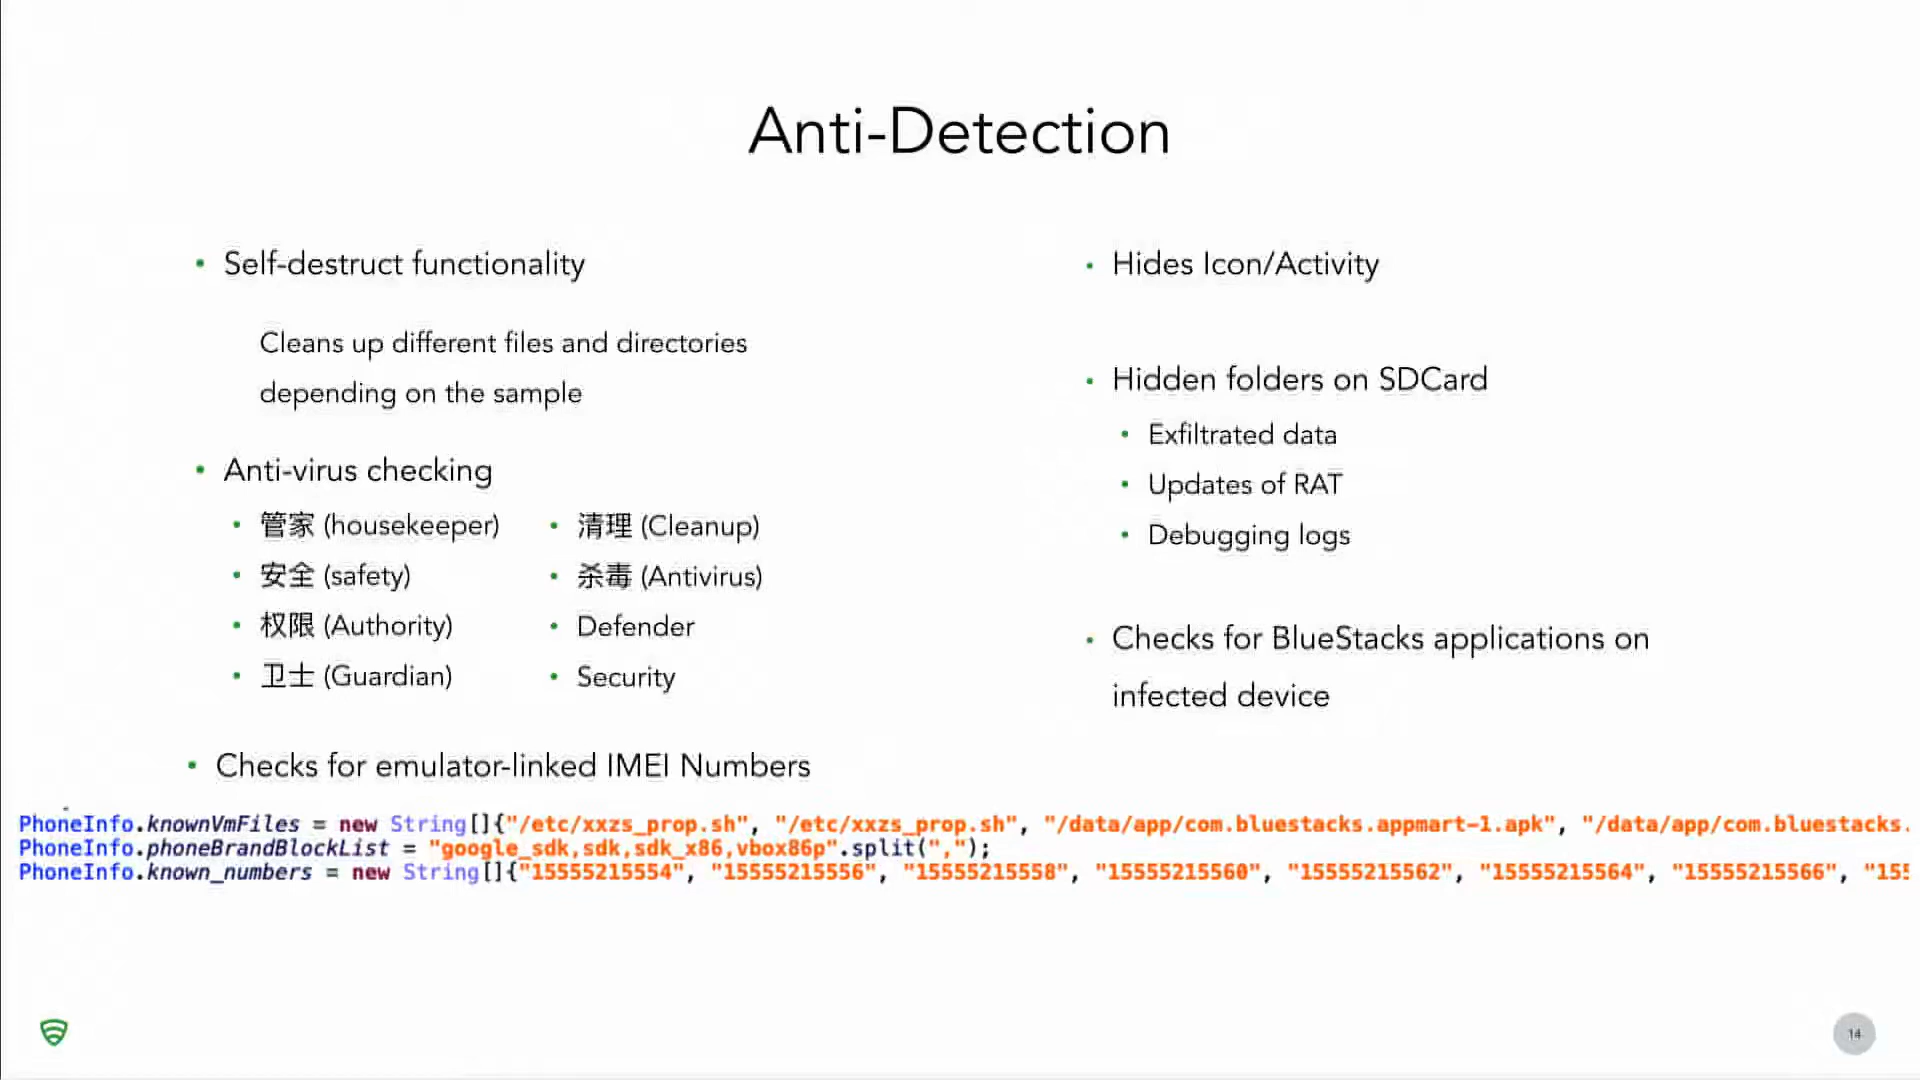 Anti-Detection
• Self-destruct functionality
Cleans up different files and directories
depending on the sample
• Anti-virus checking
• 管家 (housekeeper)
• 安全 (safety)
• 权限 (Authority)
• 卫士 (Guardian)
• 清理 (Cleanup)
• 杀毒 (Antivirus)
• Defender
• Security
• Checks for emulator-linked IMEI Numbers
• Hides Icon/Activity
• Hidden folders on SDCard
• Exfiltrated data
• Updates of RAT
• Debugging logs
• Checks for BlueStacks applications on
infected device
PhoneInfo.knownVmFiles = new String[]{"/etc/xxzs_prop.sh", "/etc/xxzs_prop.sh", "/data/app/com.bluestacks.appmart-1.apk", "/data/app/com.bluestacks.
PhoneInfo.phoneBrandBlockList = "google_sdk,sdk,sdk_x86,vbox86p".split(",");
PhoneInfo.known_numbers = new String[]{"15555215554", "15555215556", "15555215558", "15555215560", "15555215562", "15555215564", "15555215566", "155
14